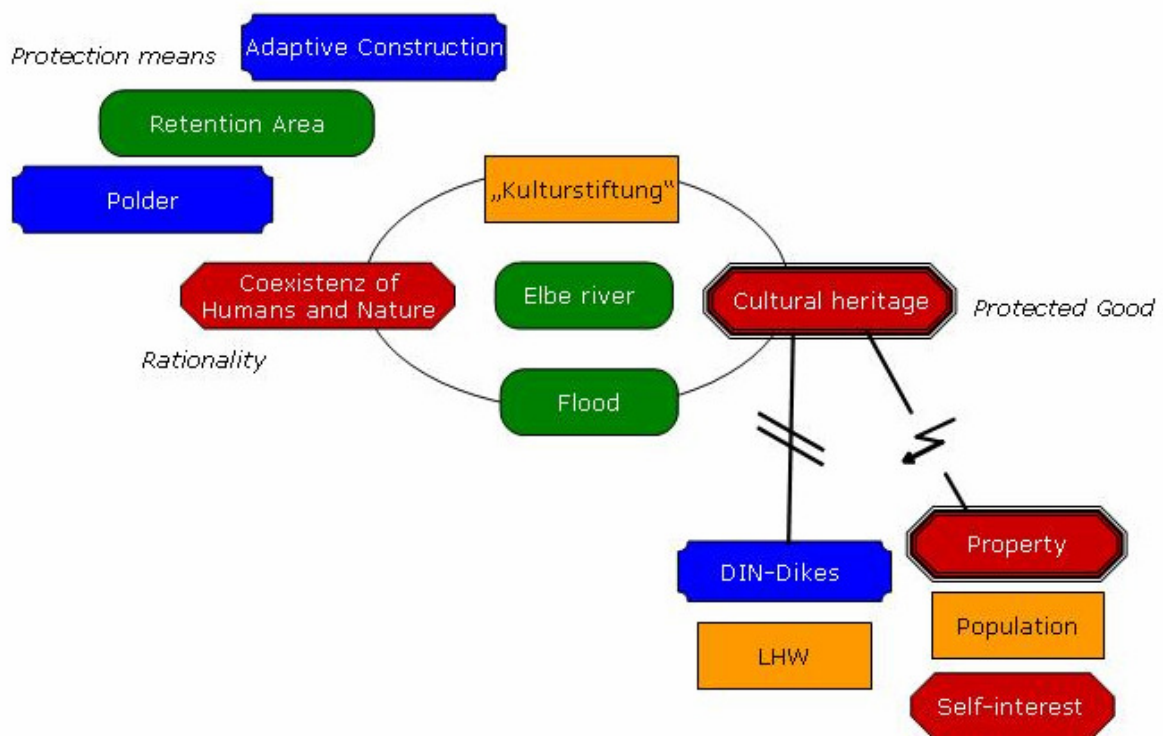 Adaptive Construction
Protection means
Retention Area
Polder
„Kulturstiftung“
Coexistenz of
Humans and Nature
Elbe river
Cultural heritage
Protected Good
Rationality
Flood
Property
DIN-Dikes
Population
LHW
Self-interest